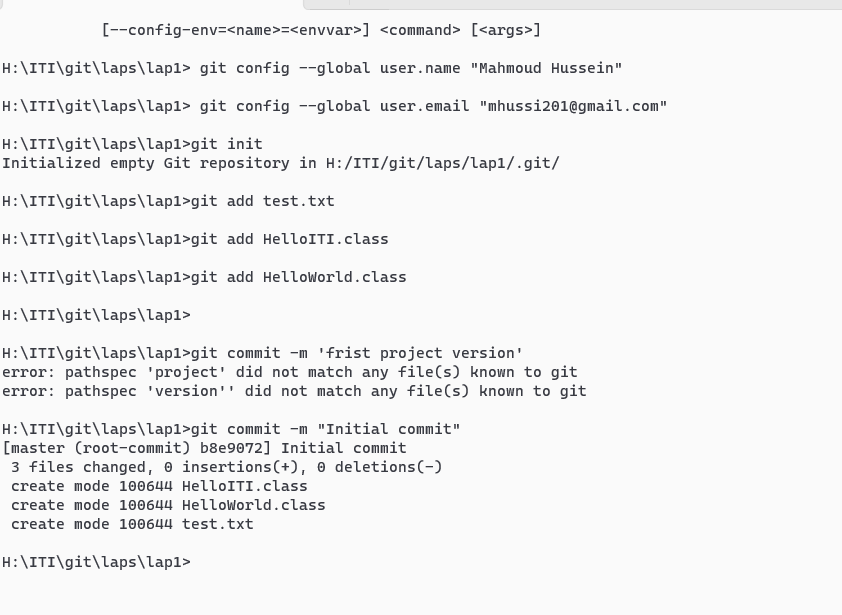 [--config-env=<name>=<envvar>] <command> [<args>]
H:\ITI\git\laps\lap1> git config --global user.name "Mahmoud Hussein"
H:\ITI\git\laps\lap1> git config --global user.email "mhussi201@gmail.com"
H:\ITI\git\laps\lap1>git init
Initialized empty Git repository in H:/ITI/git/laps/lap1/.git/
H:\ITI\git\laps\lap1>git add test.txt
H:\ITI\git\laps\lap1>git add HelloITI.class
H:\ITI\git\laps\lap1>git add HelloWorld.class
H:\ITI\git\laps\lap1>
H:\ITI\git\laps\lap1>git commit -m 'frist project version'
error: pathspec 'project' did not match any file(s) known to git
error: pathspec 'version'' did not match any file(s) known to git
H:\ITI\git\laps\lap1>git commit -m "Initial commit"
[master (root-commit) b8e9072] Initial commit
3 files changed, 0 insertions(+), 0 deletions(-)
create mode 100644 HelloITI.class
create mode 100644 HelloWorld.class
create mode 100644 test.txt
H:\ITI\git\laps\lap1>